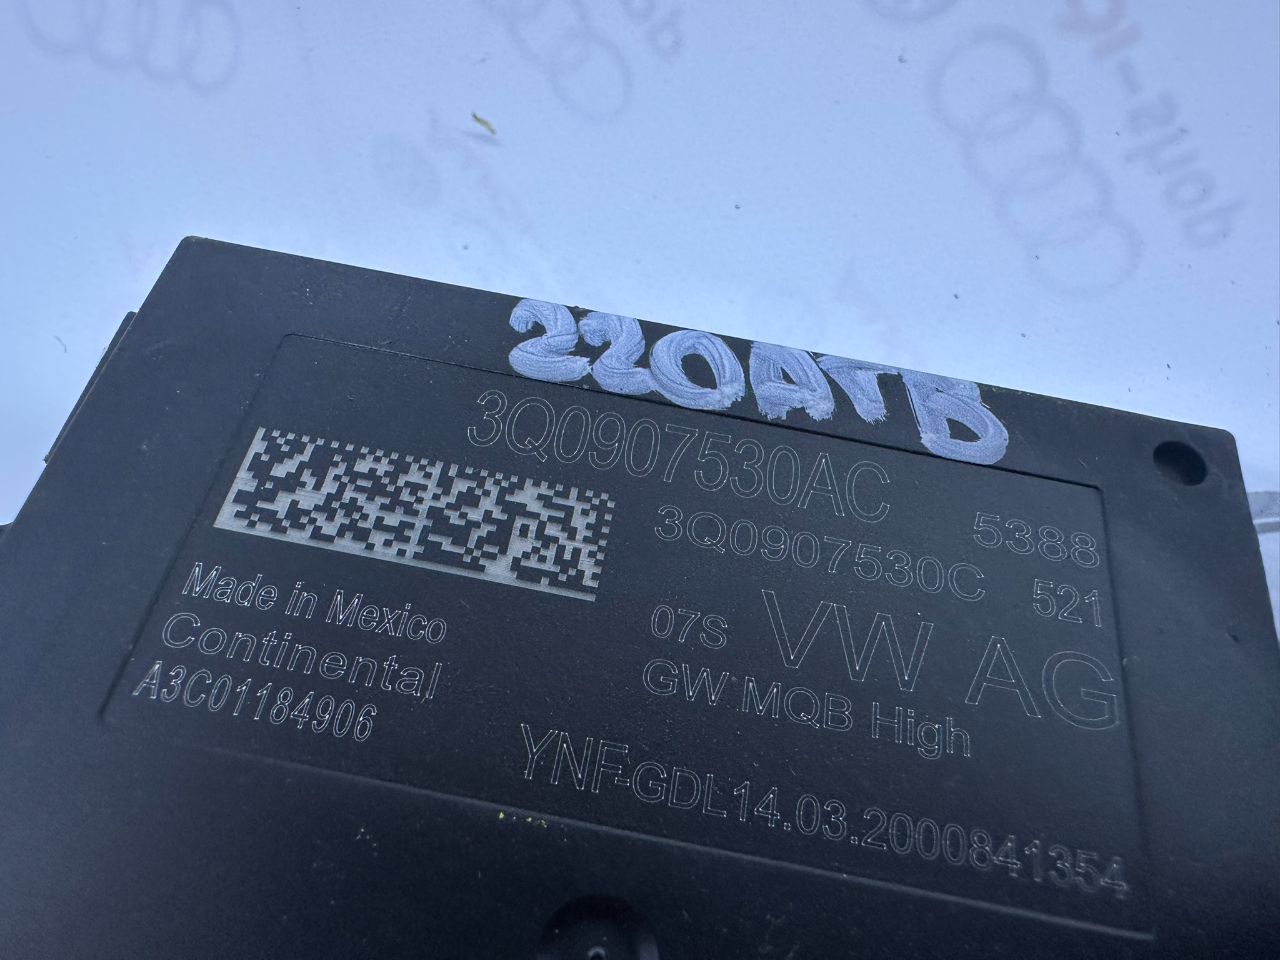 220ATD
3Q0907530AC
5388
3Q0907530C
521
07S
VW AG
GW MQB High
YNF-GDL14.03.2000841354
Made in Mexico
Continental
A3C01184906